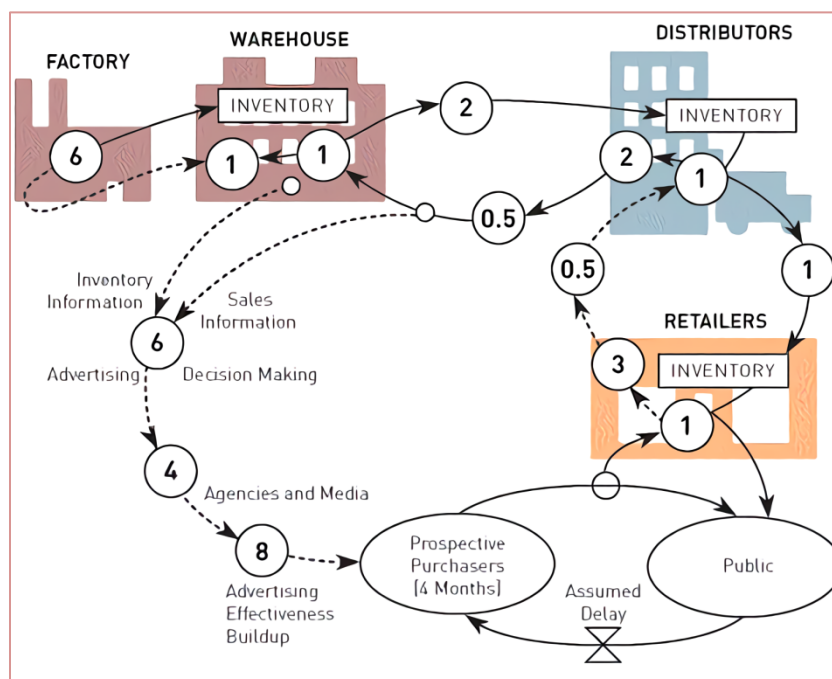 FACTORY
WAREHOUSE
DISTRIBUTORS
INVENTORY
2
INVENTORY
6
1
1
2
1
0.5
0.5
1
Inventory
Information
Sales
Information
RETAILERS
6
3
INVENTORY
Advertising
Decision Making
1
4
Agencies and Media
8
Prospective
Purchasers
(4 Months)
Public
Assumed
Delay
Advertising
Effectiveness
Buildup